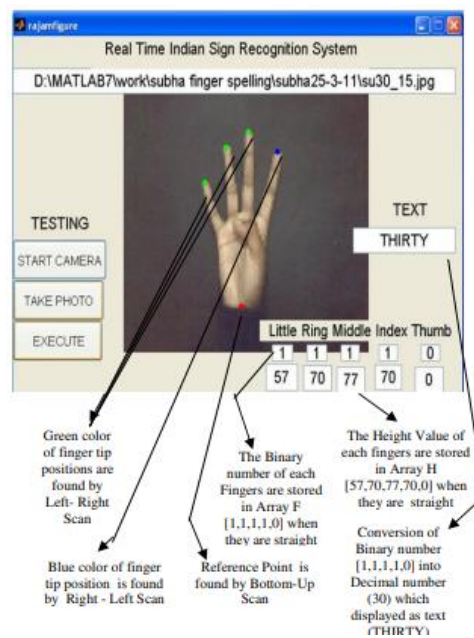 rajamfigure
Real Time Indian Sign Recognition System
D:\MATLAB7\work\subha finger spelling\subha25-3-11\su30_15.jpg
TESTING
START CAMERA
TAKE PHOTO
EXECUTE
TEXT
THIRTY
Little Ring Middle Index Thumb
1 1 1 1 0
57 70 77 70 0
Green color
of finger tip
positions are
found by
Left- Right
Scan
The Binary
number of each
Fingers are stored
in Array F
[1,1,1,1,0] when
they are straight
The Height Value of
each fingers are stored
in Array H
[57,70,77,70,0] when
they are straight
Blue color of finger
tip position is found
by Right - Left Scan
Reference Point is
found by Bottom-Up
Scan
Conversion of
Binary number
[1,1,1,1,0] into
Decimal number
(30) which
displayed as text
(THIRTY)